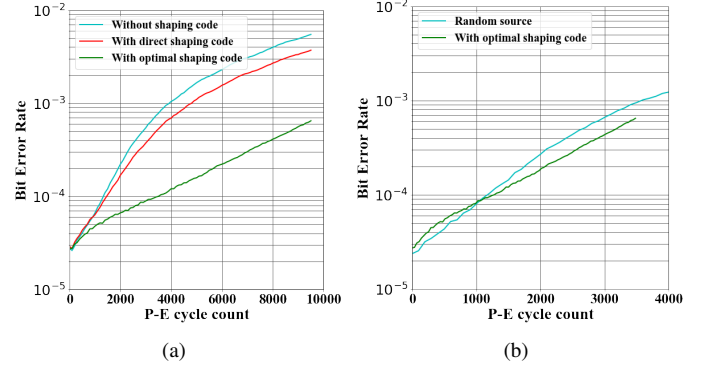 10⁻²
10⁻³
10⁻⁴
10⁻⁵
Bit Error Rate
Without shaping code
With direct shaping code
With optimal shaping code
0 2000 4000 6000 8000 10000
P-E cycle count
(a)
10⁻²
10⁻³
10⁻⁴
10⁻⁵
Bit Error Rate
Random source
With optimal shaping code
0 1000 2000 3000 4000
P-E cycle count
(b)